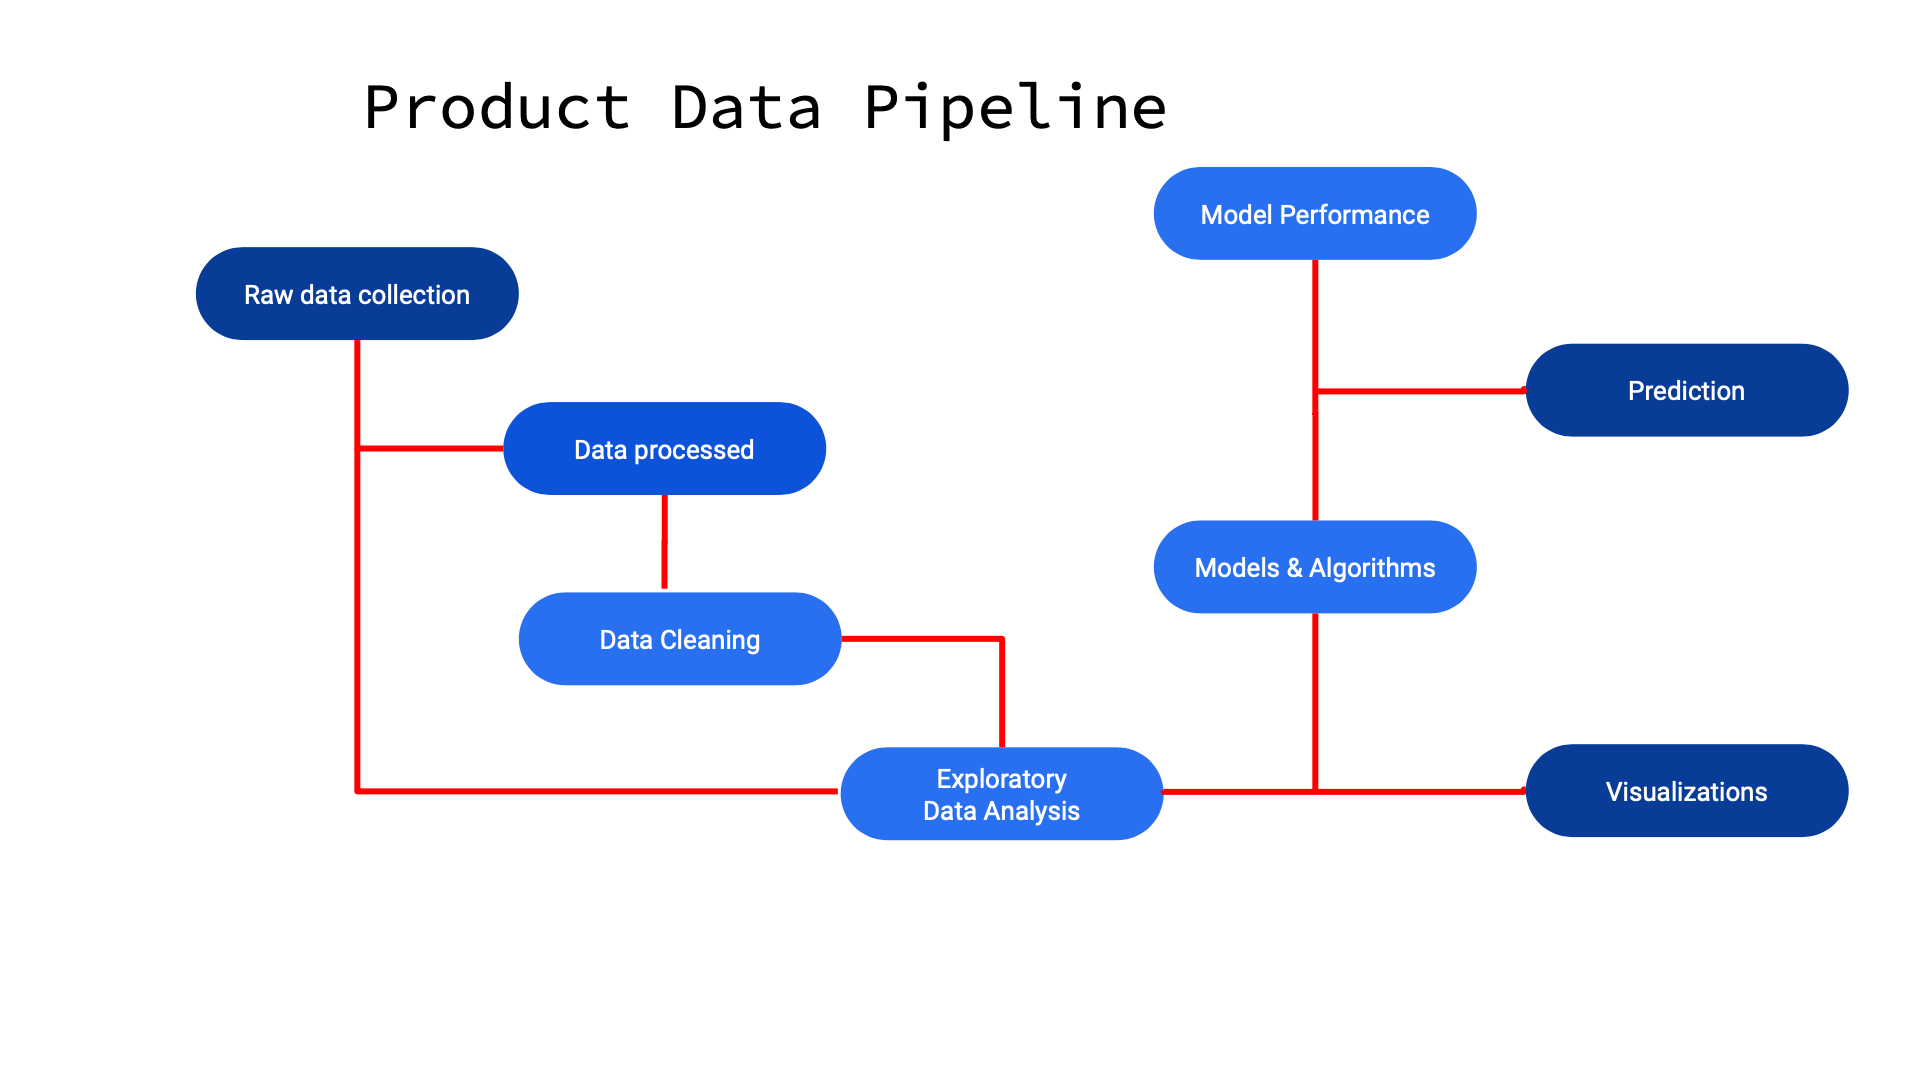 Product Data Pipeline
Model Performance
Raw data collection
Prediction
Data processed
Models & Algorithms
Data Cleaning
Exploratory
Data Analysis
Visualizations